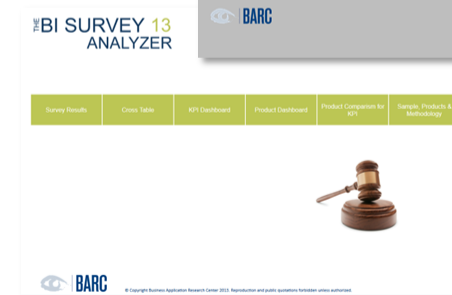 THE BI SURVEY 13
ANALYZER
BARC
Survey Results
Cross Table
KPI Dashboard
Product Dashboard
Product Comparison for
KPI
Sample, Products &
Methodology
BARC
© Copyright Business Application Research Center 2013. Reproduction and public quotations forbidden unless authorized.